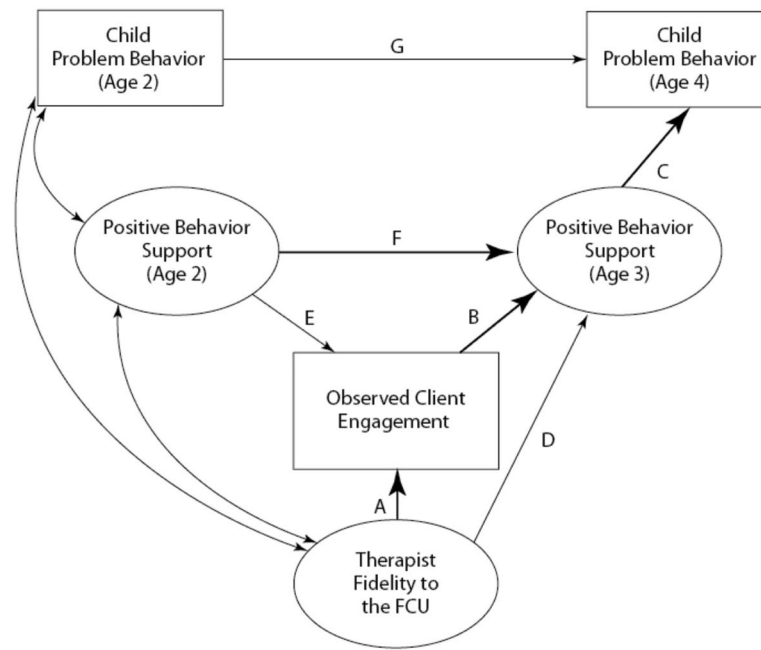 Child
Problem Behavior
(Age 2)
G
Child
Problem Behavior
(Age 4)
C
Positive Behavior
Support
(Age 2)
F
Positive Behavior
Support
(Age 3)
E
B
Observed Client
Engagement
D
A
Therapist
Fidelity to
the FCU